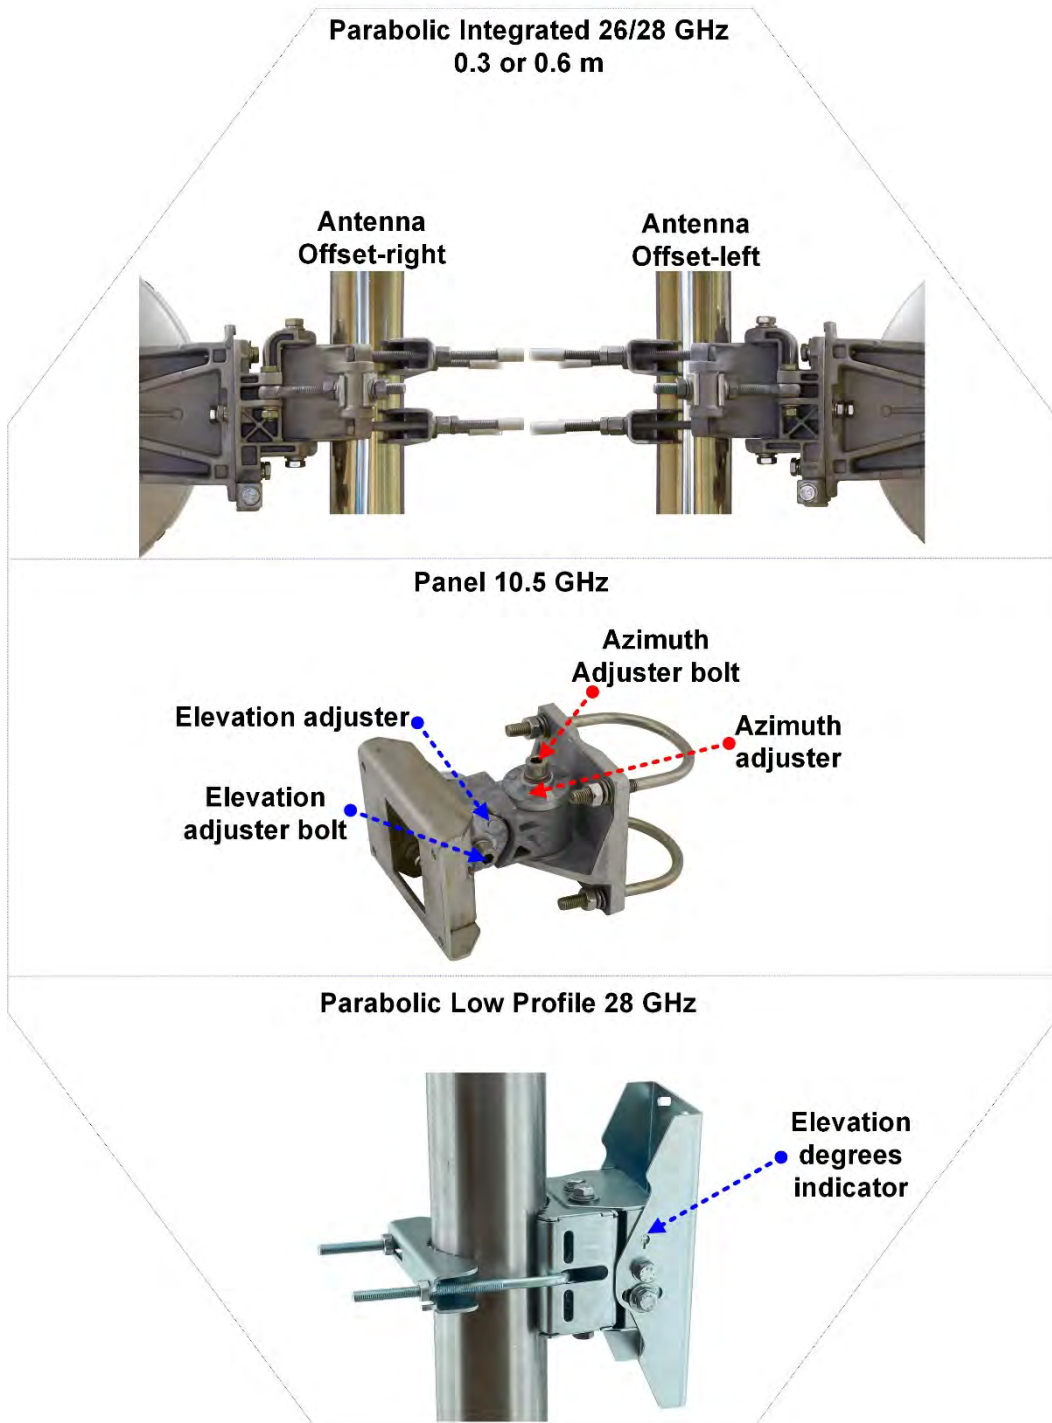 Parabolic Integrated 26/28 GHz
0.3 or 0.6 m
Antenna
Offset-right
Antenna
Offset-left
Panel 10.5 GHz
Azimuth
Adjuster bolt
Elevation adjuster
Azimuth
adjuster
Elevation
adjuster bolt
Parabolic Low Profile 28 GHz
Elevation
degrees
indicator